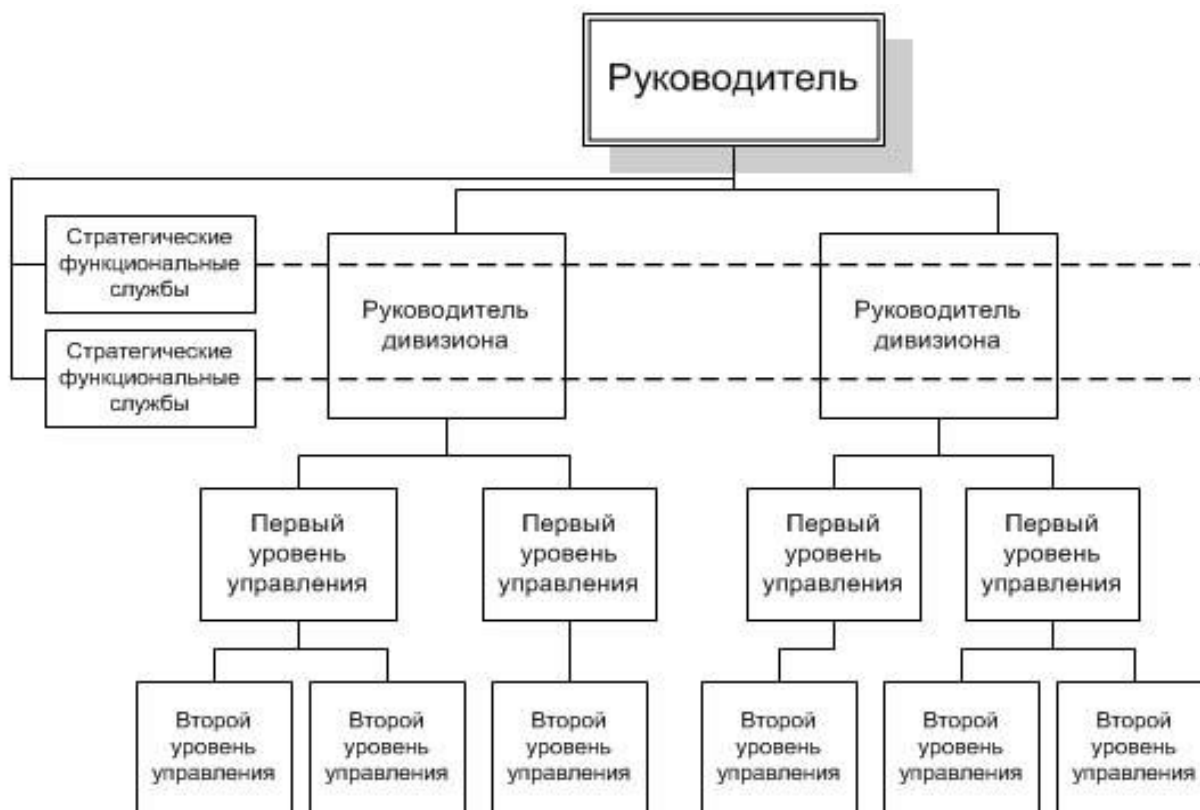 Руководитель
Стратегические
функциональные
службы
Руководитель
дивизиона
Руководитель
дивизиона
Стратегические
функциональные
службы
Первый
уровень
управления
Первый
уровень
управления
Первый
уровень
управления
Первый
уровень
управления
Второй
уровень
управления
Второй
уровень
управления
Второй
уровень
управления
Второй
уровень
управления
Второй
уровень
управления
Второй
уровень
управления